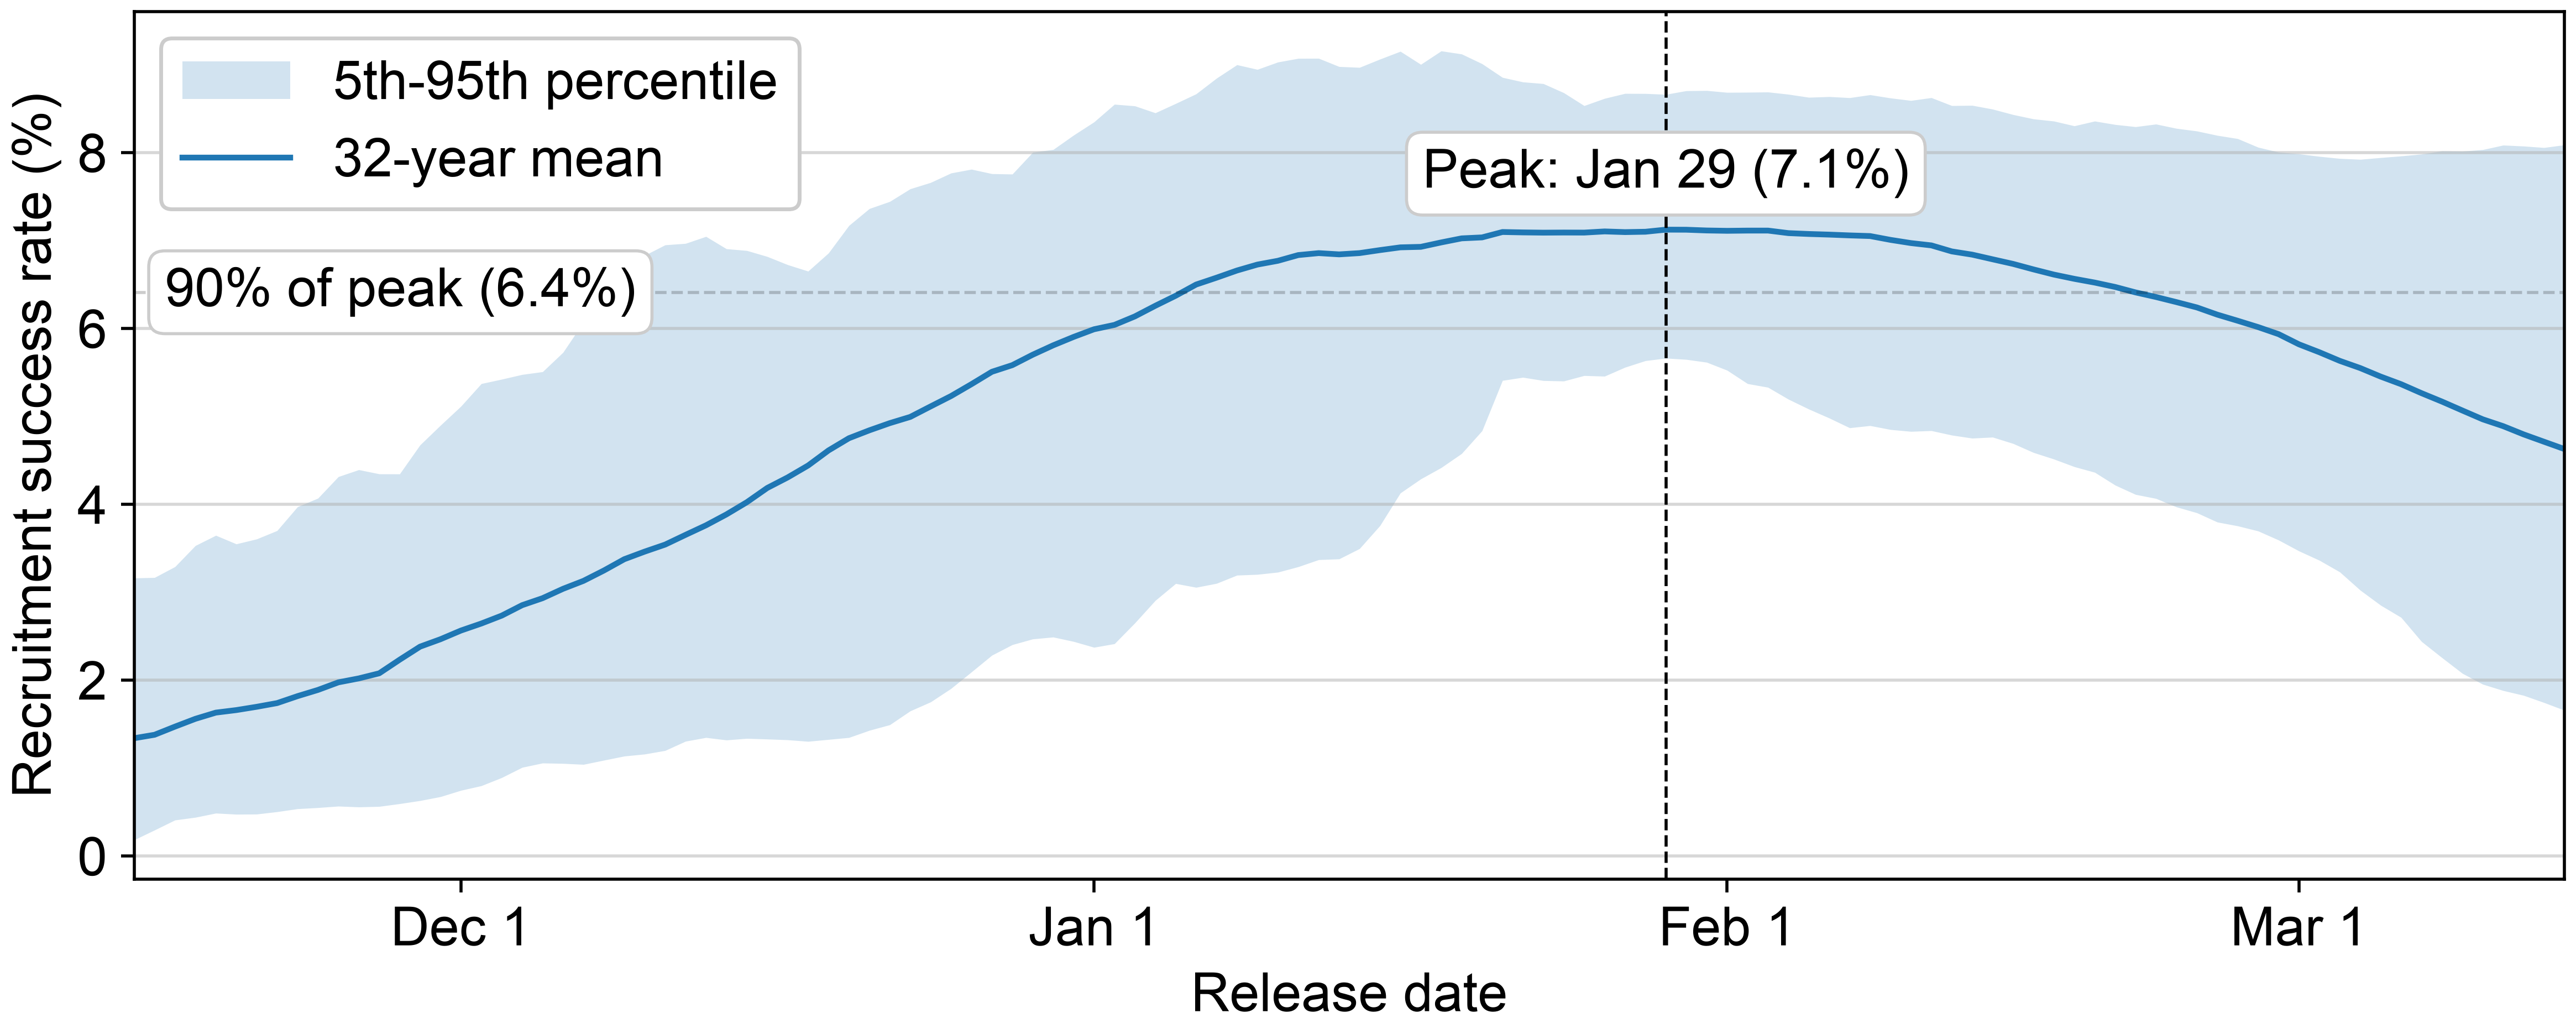 5th-95th percentile
32-year mean
Peak: Jan 29 (7.1%)
90% of peak (6.4%)
Recruitment success rate (%)
8
6
4
2
0
Dec 1
Jan 1
Feb 1
Mar 1
Release date